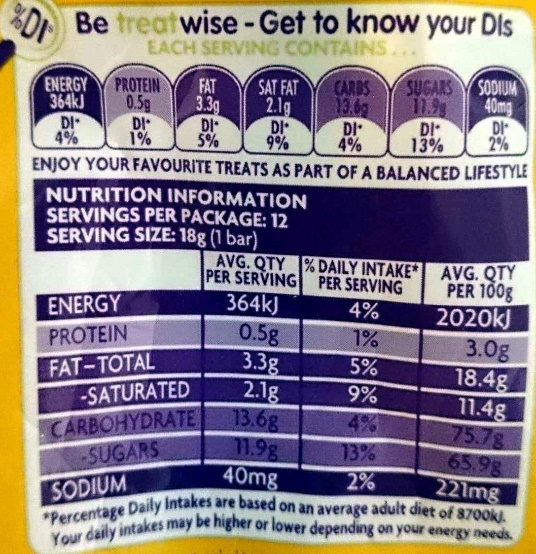 %DI*
Be treatwise - Get to know your DIs
EACH SERVING CONTAINS...
ENERGY PROTEIN FAT SAT FAT CARBS SUGARS SODIUM
364kJ 0.5g 3.3g 2.1g 13.6g 11.9g 40mg
DI* DI* DI* DI* DI* DI* DI*
4% 1% 5% 9% 4% 13% 2%
ENJOY YOUR FAVOURITE TREATS AS PART OF A BALANCED LIFESTYLE
NUTRITION INFORMATION
SERVINGS PER PACKAGE: 12
SERVING SIZE: 18g (1 bar)
AVG. QTY % DAILY INTAKE* AVG. QTY
PER SERVING PER SERVING PER 100g
ENERGY 364kJ 4% 2020kJ
PROTEIN 0.5g 1% 3.0g
FAT-TOTAL 3.3g 5% 18.4g
-SATURATED 2.1g 9% 11.4g
CARBOHYDRATE 13.6g 4% 75.7g
-SUGARS 11.9g 13% 65.9g
SODIUM 40mg 2% 221mg
*Percentage Daily Intakes are based on an average adult diet of 8700kJ.
Your daily intakes may be higher or lower depending on your energy needs.